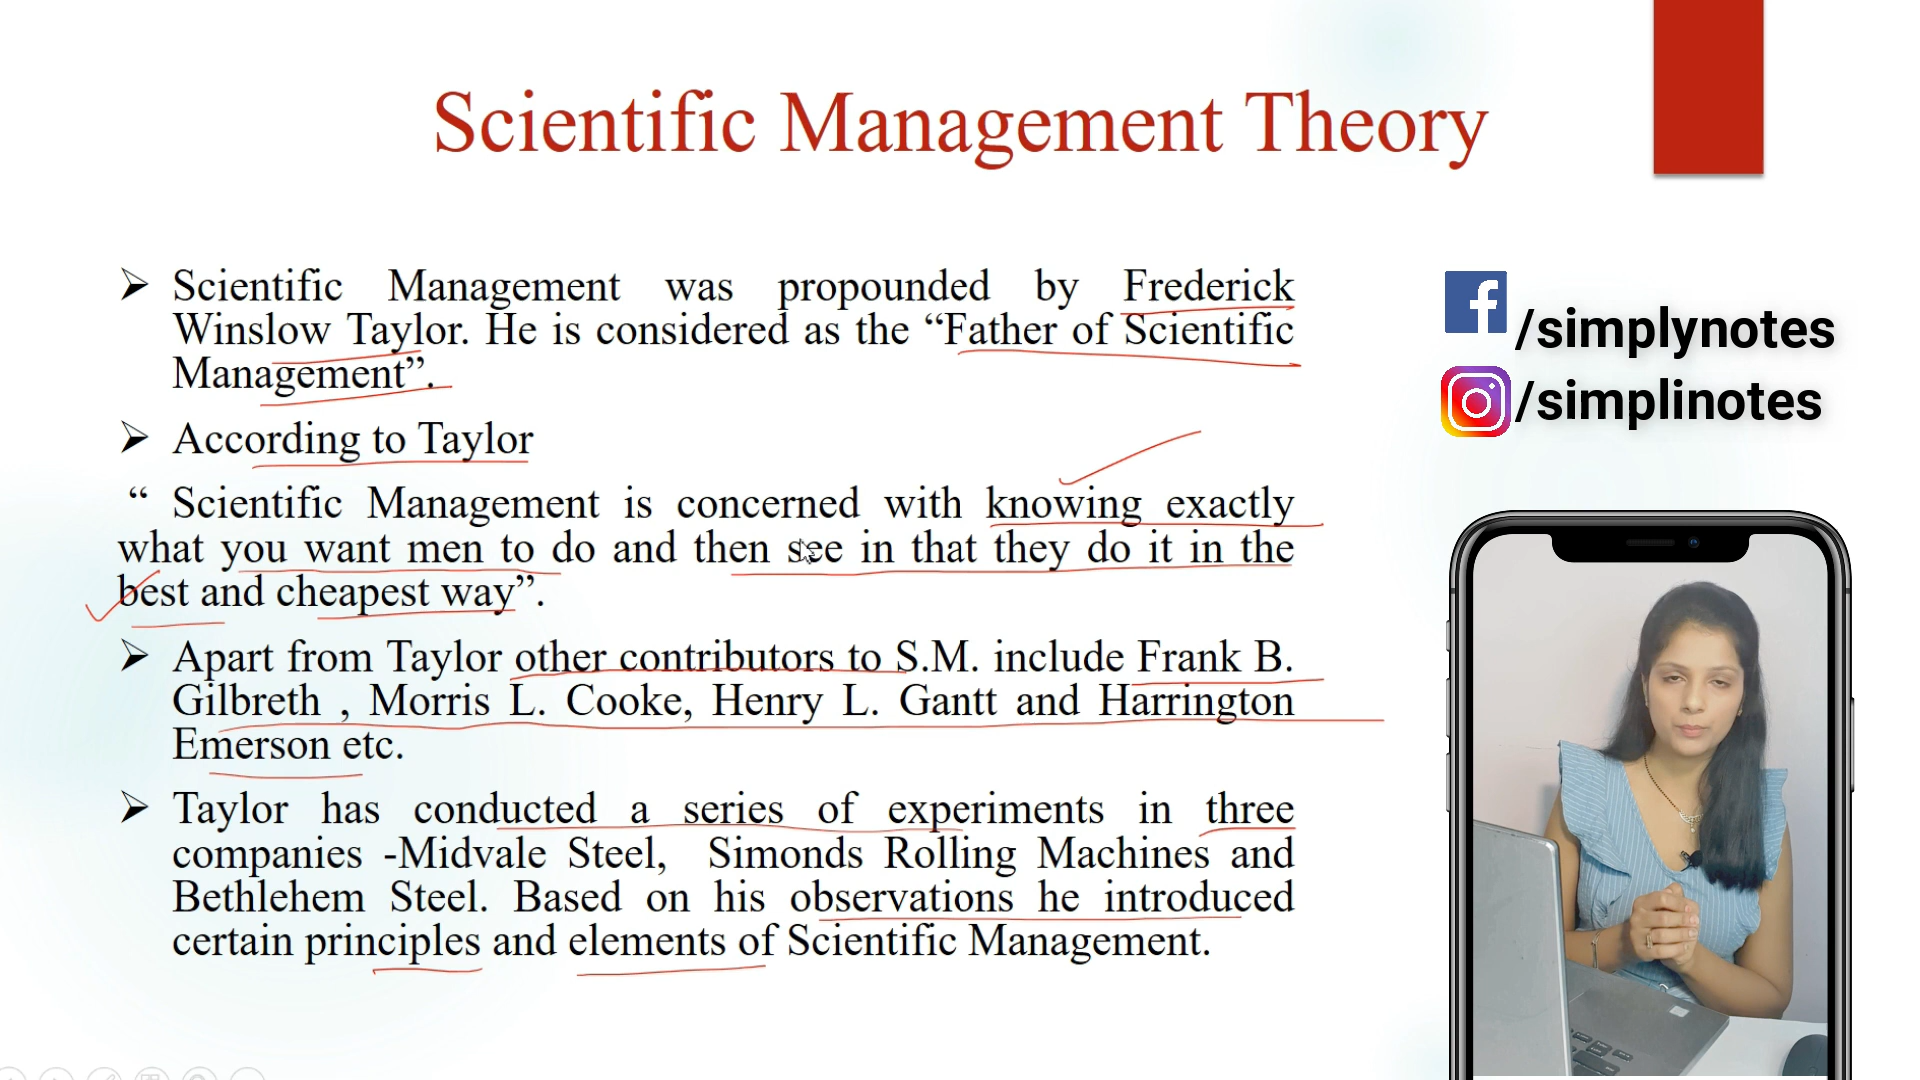 Scientific Management Theory
➢ Scientific Management was propounded by Frederick
Winslow Taylor. He is considered as the “Father of Scientific
Management”.
➢ According to Taylor
“ Scientific Management is concerned with knowing exactly
what you want men to do and then see in that they do it in the
best and cheapest way”.
➢ Apart from Taylor other contributors to S.M. include Frank B.
Gilbreth , Morris L. Cooke, Henry L. Gantt and Harrington
Emerson etc.
➢ Taylor has conducted a series of experiments in three
companies -Midvale Steel, Simonds Rolling Machines and
Bethlehem Steel. Based on his observations he introduced
certain principles and elements of Scientific Management.
/simplynotes
/simplinotes